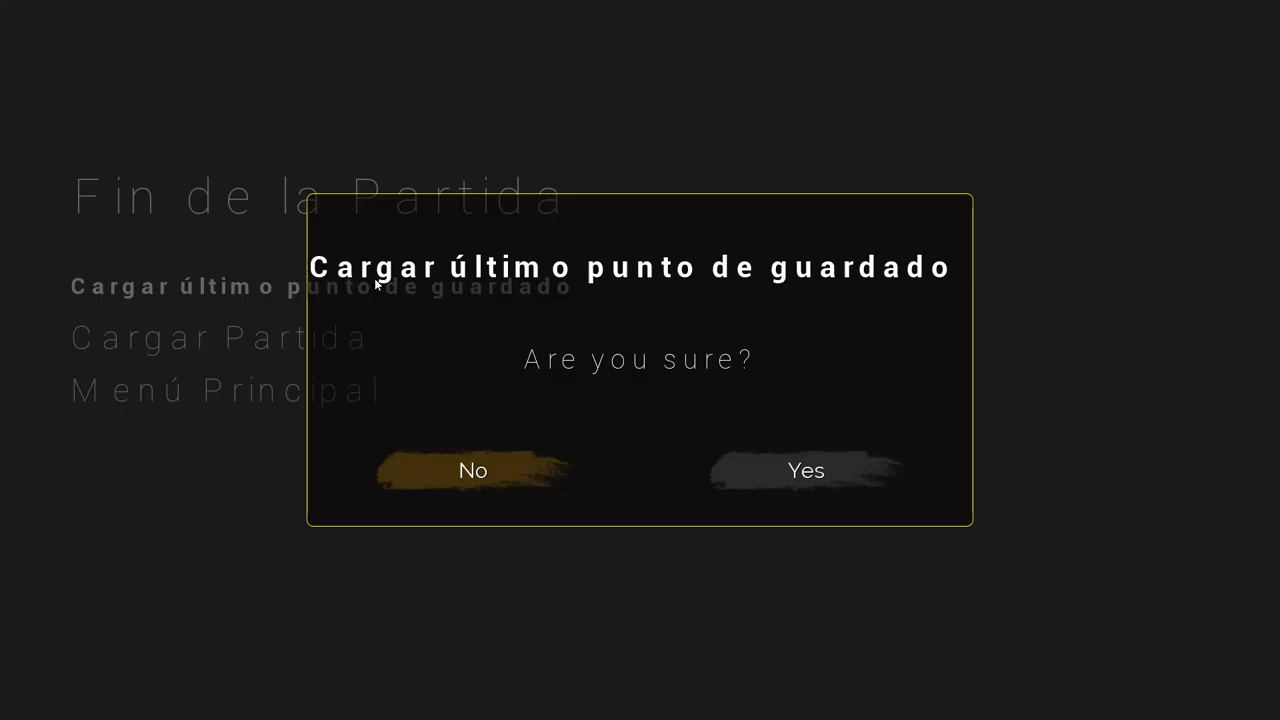 Fin de la Partida
Cargar último punto de guardado
Cargar Partida
Menú Principal
Cargar último punto de guardado
Are you sure?
No
Yes